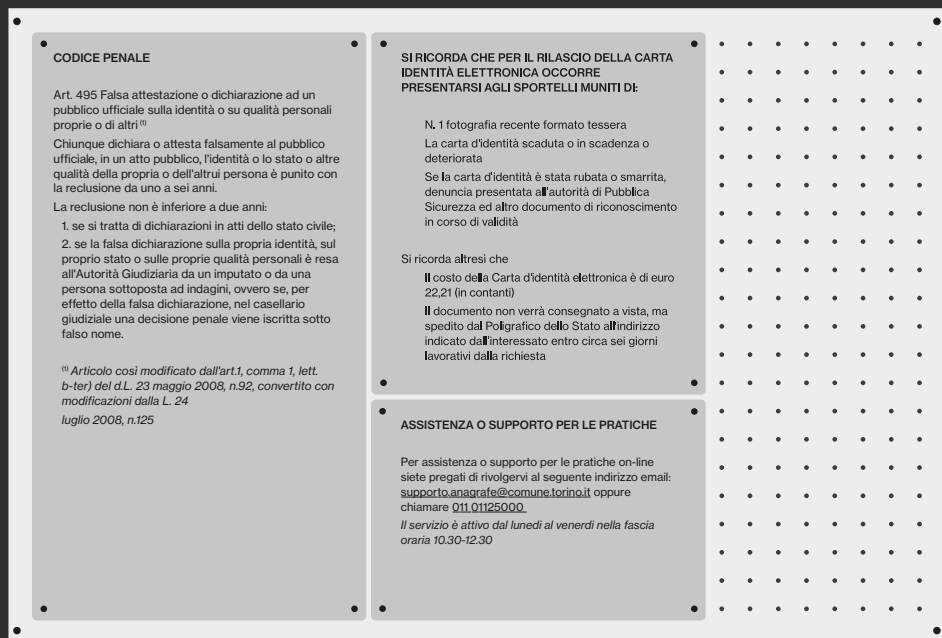 CODICE PENALE
Art. 495 Falsa attestazione o dichiarazione ad un
pubblico ufficiale sulla identità o su qualità personali
proprie o di altri (1)
Chiunque dichiara o attesta falsamente al pubblico
ufficiale, in un atto pubblico, l'identità o lo stato o altre
qualità della propria o dell'altrui persona è punito con
la reclusione da uno a sei anni.
La reclusione non è inferiore a due anni:
1. se si tratta di dichiarazioni in atti dello stato civile;
2. se la falsa dichiarazione sulla propria identità, sul
proprio stato o sulle proprie qualità personali è resa
all'Autorità Giudiziaria da un imputato o da una
persona sottoposta ad indagini, ovvero se, per
effetto della falsa dichiarazione, nel casellario
giudiziale una decisione penale viene iscritta sotto
falso nome.
(1) Articolo così modificato dall'art.1, comma 1, lett.
b-ter) del d.L. 23 maggio 2008, n.92, convertito con
modificazioni dalla L. 24
luglio 2008, n.125
SI RICORDA CHE PER IL RILASCIO DELLA CARTA
IDENTITÀ ELETTRONICA OCCORRE
PRESENTARSI AGLI SPORTELLI MUNITI DI:
N. 1 fotografia recente formato tessera
La carta d'identità scaduta o in scadenza o
deteriorata
Se la carta d'identità è stata rubata o smarrita,
denuncia presentata all'autorità di Pubblica
Sicurezza ed altro documento di riconoscimento
in corso di validità
Si ricorda altresì che
Il costo della Carta d'identità elettronica è di euro
22,21 (in contanti)
Il documento non verrà consegnato a vista, ma
spedito dal Poligrafico dello Stato all'indirizzo
indicato dall'interessato entro circa sei giorni
lavorativi dalla richiesta
ASSISTENZA O SUPPORTO PER LE PRATICHE
Per assistenza o supporto per le pratiche on-line
siete pregati di rivolgervi al seguente indirizzo email:
supporto.anagrafe@comune.torino.it oppure
chiamare 011 01125000
Il servizio è attivo dal lunedi al venerdi nella fascia
oraria 10.30-12.30